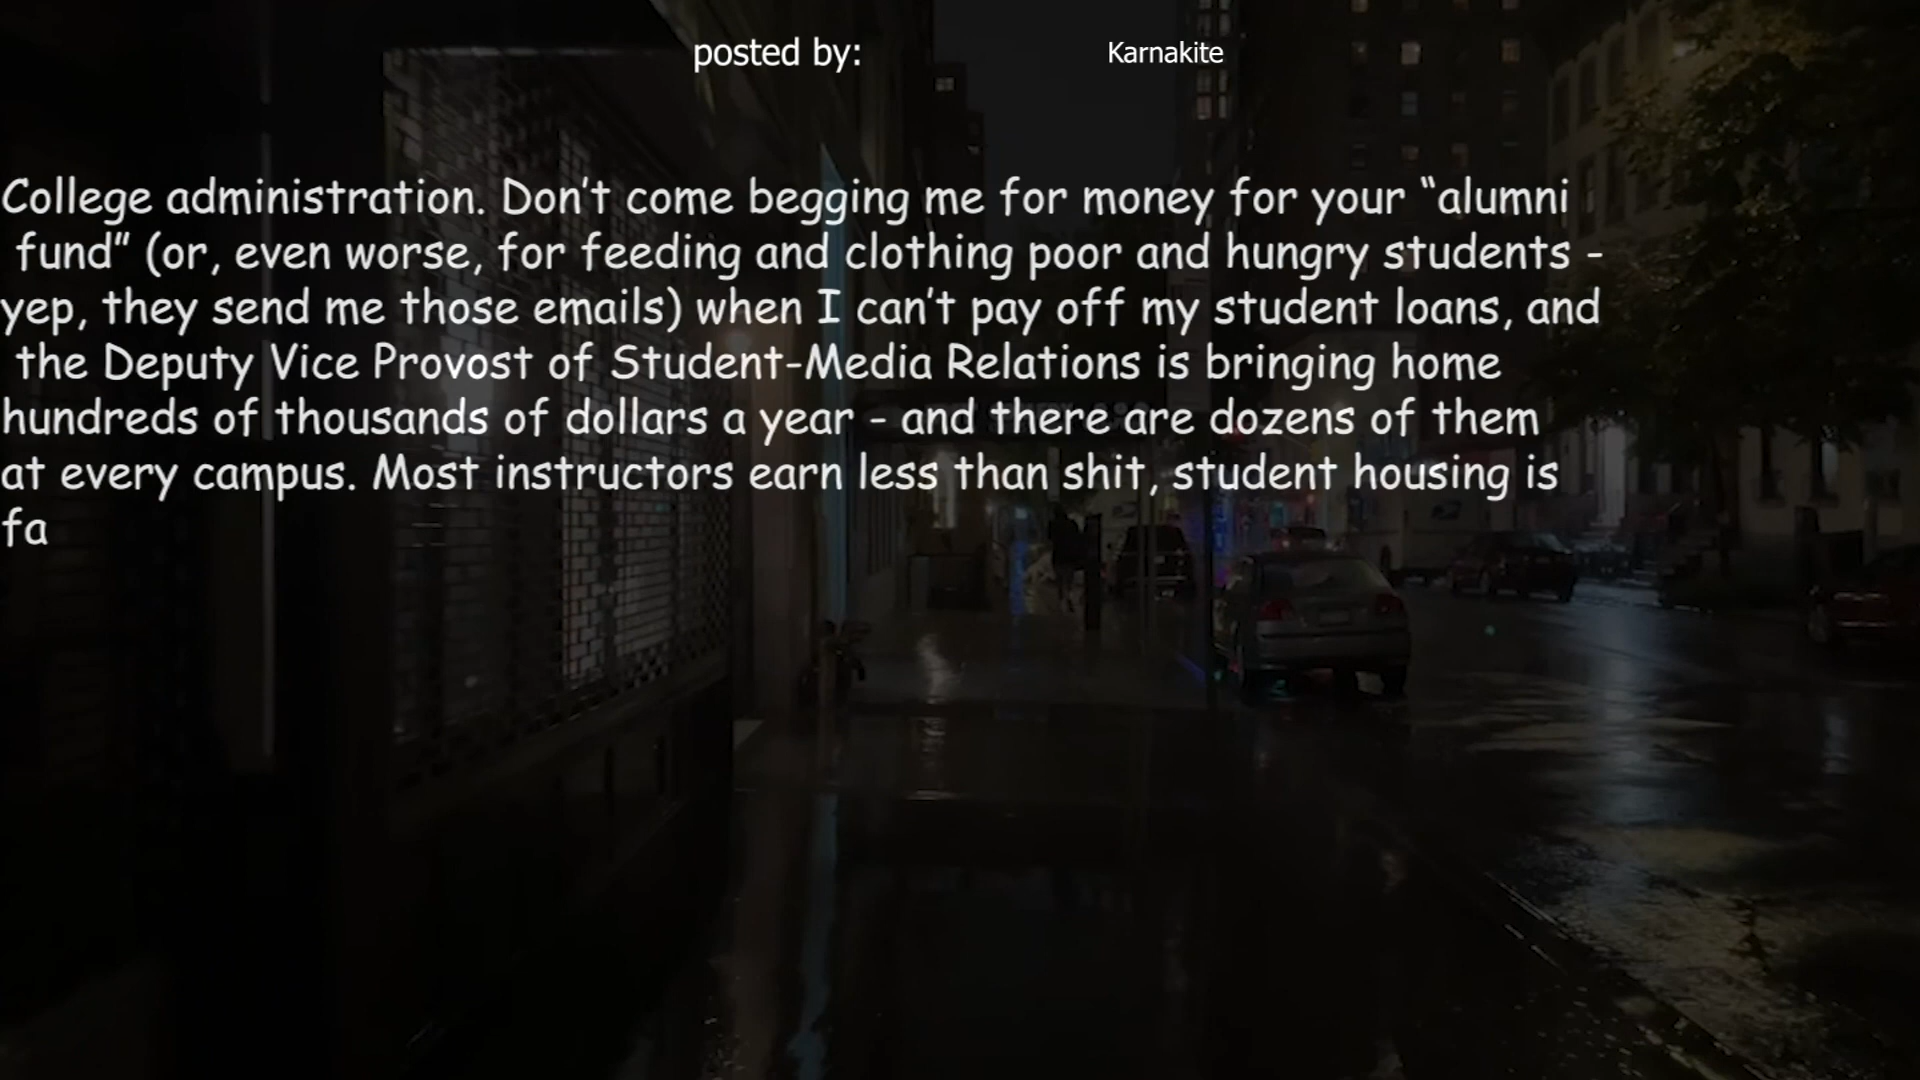 posted by: Karnakite
College administration. Don't come begging me for money for your “alumni
fund” (or, even worse, for feeding and clothing poor and hungry students -
yep, they send me those emails) when I can't pay off my student loans, and
the Deputy Vice Provost of Student-Media Relations is bringing home
hundreds of thousands of dollars a year - and there are dozens of them
at every campus. Most instructors earn less than shit, student housing is
fa